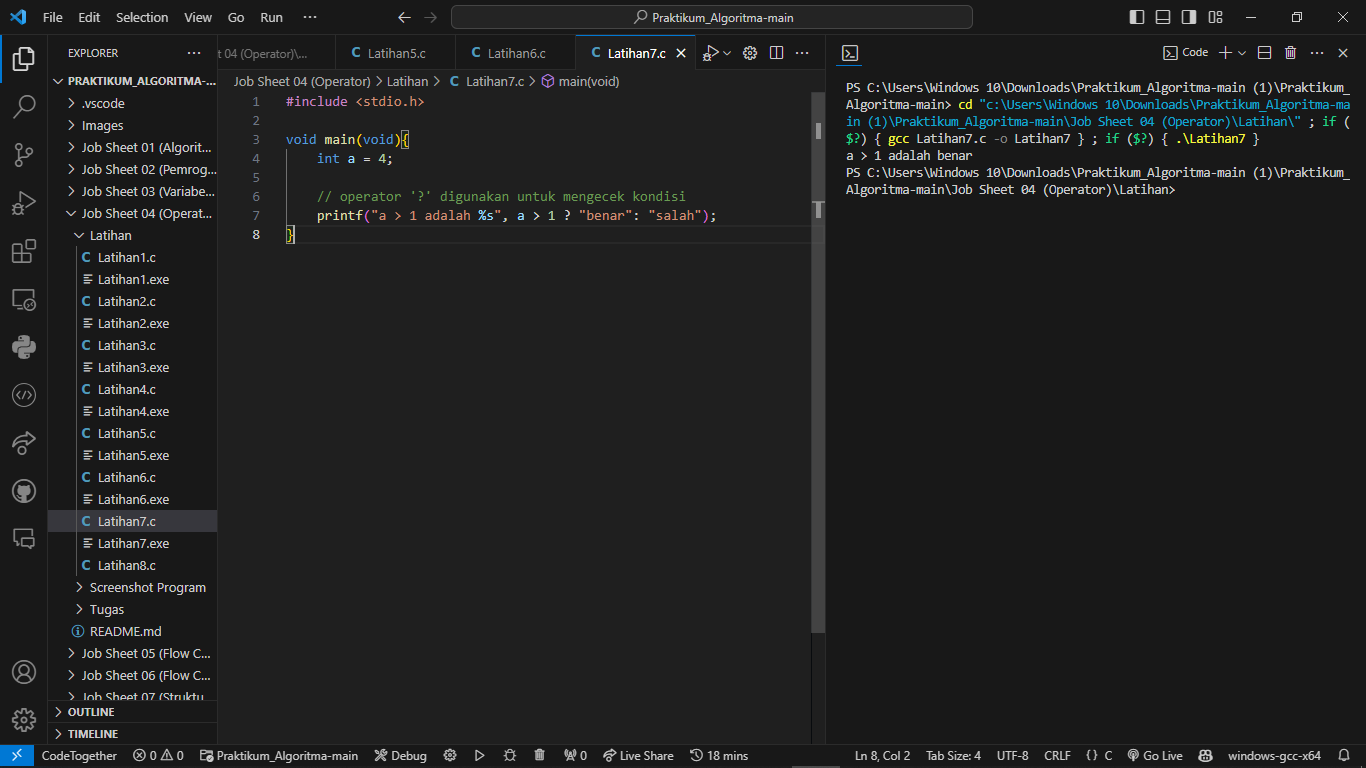 File Edit Selection View Go Run ··· Praktikum_Algoritma-main
EXPLORER ···
PRAKTIKUM_ALGORITMA-...
.vscode
Images
Job Sheet 01 (Algorit...
Job Sheet 02 (Pemrog...
Job Sheet 03 (Variabe...
Job Sheet 04 (Operat...
Latihan
C Latihan1.c
Latihan1.exe
C Latihan2.c
Latihan2.exe
C Latihan3.c
Latihan3.exe
C Latihan4.c
Latihan4.exe
C Latihan5.c
Latihan5.exe
C Latihan6.c
Latihan6.exe
C Latihan7.c
Latihan7.exe
C Latihan8.c
Screenshot Program
Tugas
README.md
Job Sheet 05 (Flow C...
Job Sheet 06 (Flow C...
Job Sheet 07 (Struktu
OUTLINE
TIMELINE
t 04 (Operator)\... C Latihan5.c C Latihan6.c C Latihan7.c
Job Sheet 04 (Operator) > Latihan > C Latihan7.c > main(void)
1 #include <stdio.h>
2
3 void main(void){
4 int a = 4;
5
6 // operator '?' digunakan untuk mengecek kondisi
7 printf("a > 1 adalah %s", a > 1 ? "benar": "salah");
8 }
Code
PS C:\Users\Windows 10\Downloads\Praktikum_Algoritma-main (1)\Praktikum_
Algoritma-main> cd "c:\Users\Windows 10\Downloads\Praktikum_Algoritma-ma
in (1)\Praktikum_Algoritma-main\Job Sheet 04 (Operator)\Latihan\" ; if (
$?) { gcc Latihan7.c -o Latihan7 } ; if ($?) { .\Latihan7 }
a > 1 adalah benar
PS C:\Users\Windows 10\Downloads\Praktikum_Algoritma-main (1)\Praktikum_
Algoritma-main\Job Sheet 04 (Operator)\Latihan>
CodeTogether 0 0 Praktikum_Algoritma-main Debug 0 Live Share 18 mins Ln 8, Col 2 Tab Size: 4 UTF-8 CRLF { } C Go Live windows-gcc-x64